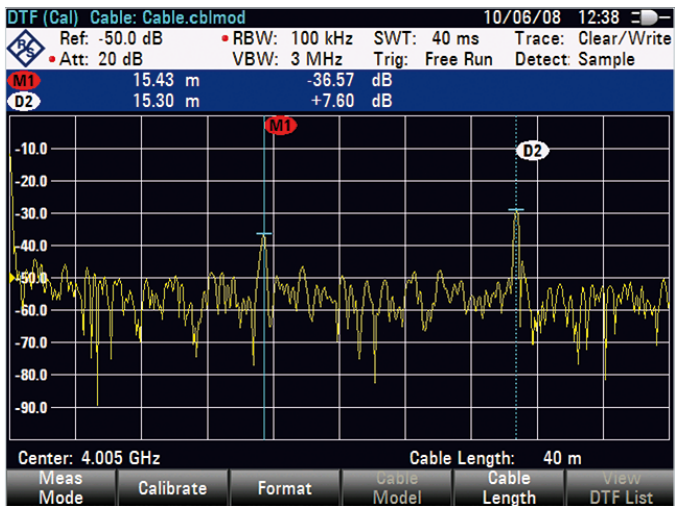 DTF (Cal) Cable: Cable.cblmod 10/06/08 12:38
Ref: -50.0 dB RBW: 100 kHz SWT: 40 ms Trace: Clear/Write
Att: 20 dB VBW: 3 MHz Trig: Free Run Detect: Sample
M1 15.43 m -36.57 dB
D2 15.30 m +7.60 dB
M1
D2
-10.0
-20.0
-30.0
-40.0
-50.0
-60.0
-70.0
-80.0
-90.0
Center: 4.005 GHz Cable Length: 40 m
Meas Mode Calibrate Format Cable Model Cable Length View DTF List